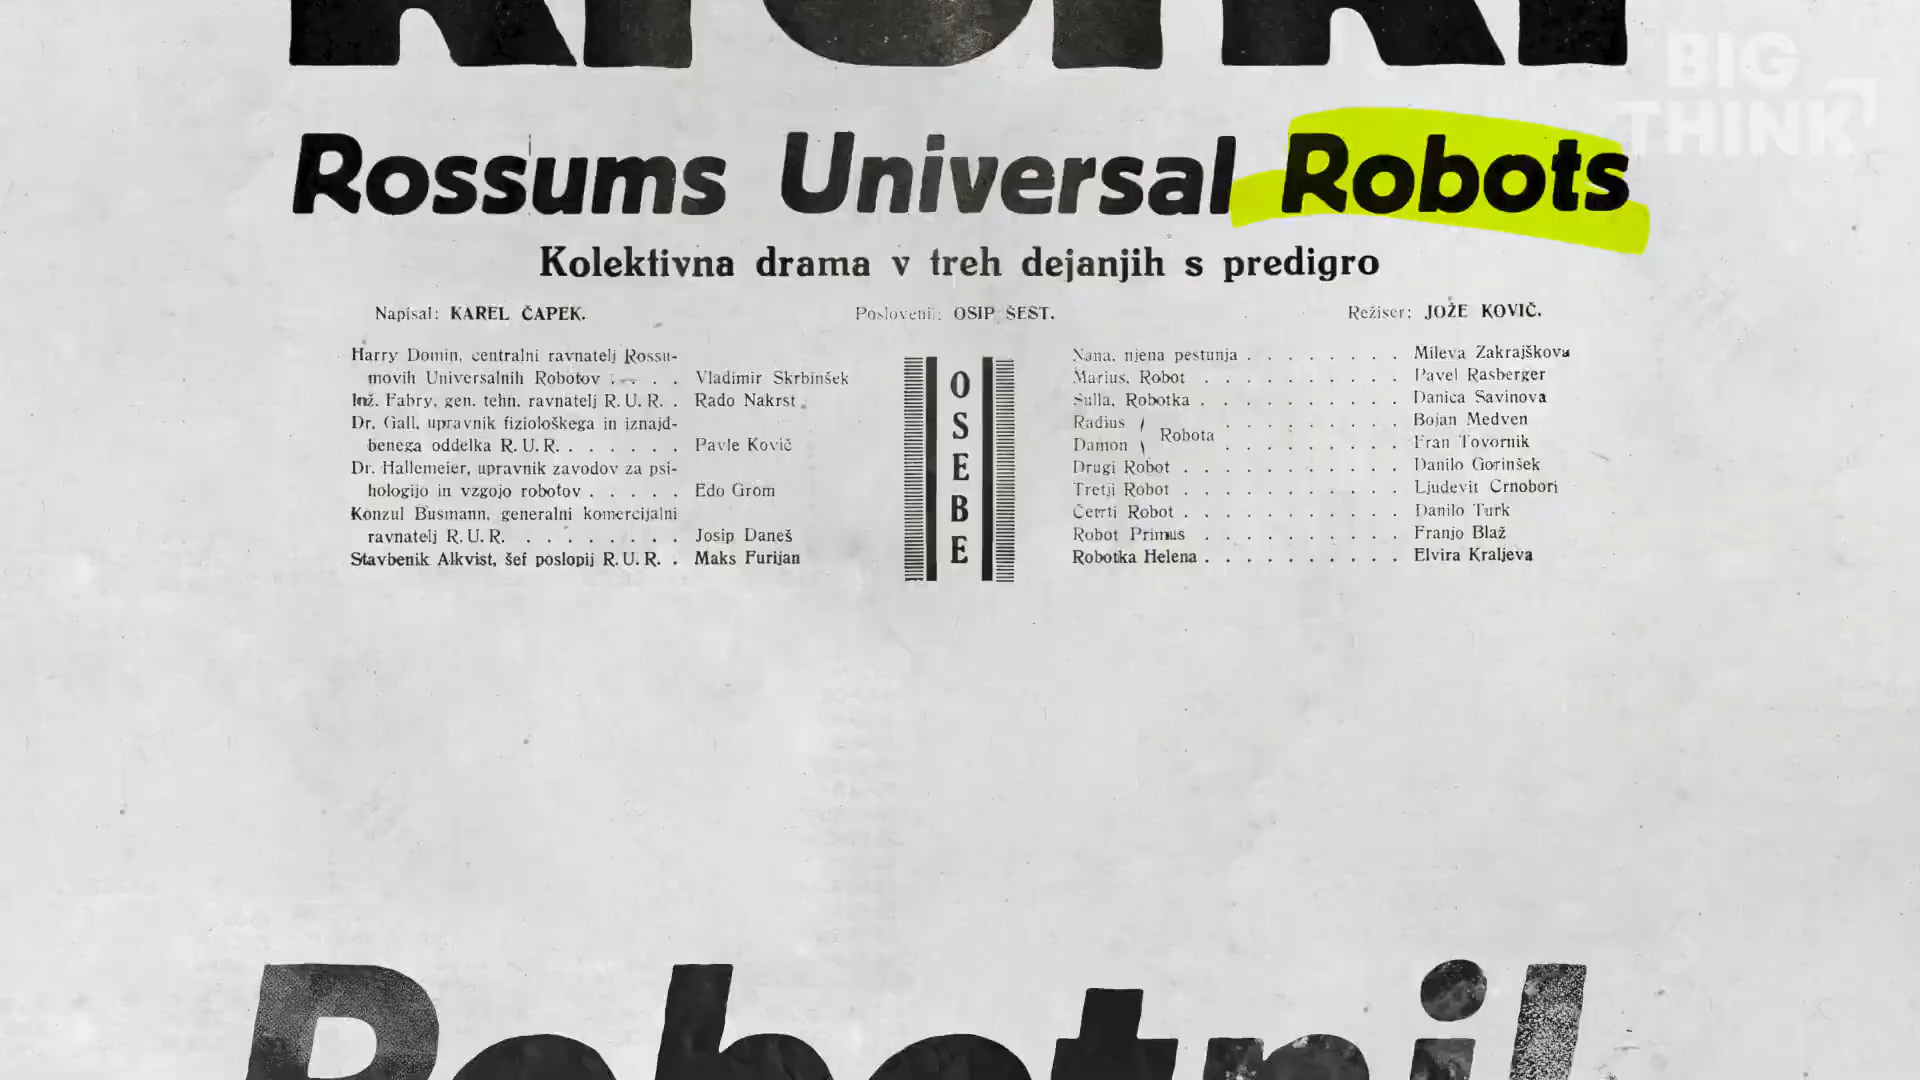 BIG
THINK
Rossums Universal Robots
Kolektivna drama v treh dejanjih s predigro
Napisal: KAREL ČAPEK. Poslovenil: OSIP ŠEST. Režiser: JOŽE KOVIČ.
Harry Domin, centralni ravnatelj Rossu-
movih Universalnih Robotov . . . . Vladimir Skrbinšek
Inž. Fabry, gen. tehn. ravnatelj R. U. R. . Rado Nakrst
Dr. Gall, upravnik fiziološkega in iznajd-
benega oddelka R. U. R. . . . . . . Pavle Kovič
Dr. Hallemeier, upravnik zavodov za psi-
hologijo in vzgojo robotov . . . . . Edo Grom
Konzul Busmann, generalni komercijalni
ravnatelj R. U. R. . . . . . . . . Josip Daneš
Stavbenik Alkvist, šef poslopij R. U. R. . Maks Furijan
OSEBE
Nana, njena pestunja . . . . . . . . Mileva Zakrajškova
Marius, Robot . . . . . . . . . . Pavel Rasberger
Sulla, Robotka . . . . . . . . . . Danica Savinova
Radius . . . . . . . . Bojan Medven
Robota
Damon . . . . . . . . Fran Tovornik
Drugi Robot . . . . . . . . . . . Danilo Gorinšek
Tretji Robot . . . . . . . . . . . Ljudevit Crnobori
Četrti Robot . . . . . . . . . . . Danilo Turk
Robot Primus . . . . . . . . . . Franjo Blaž
Robotka Helena . . . . . . . . . . Elvira Kraljeva